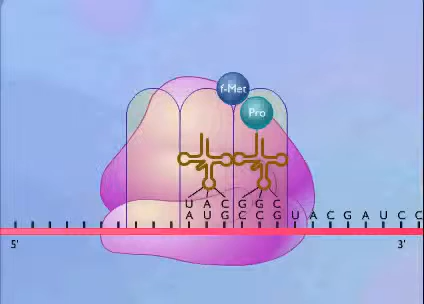 f-Met
Pro
U A C G G C
A U G C C G U A C G A U C C
5' 3'